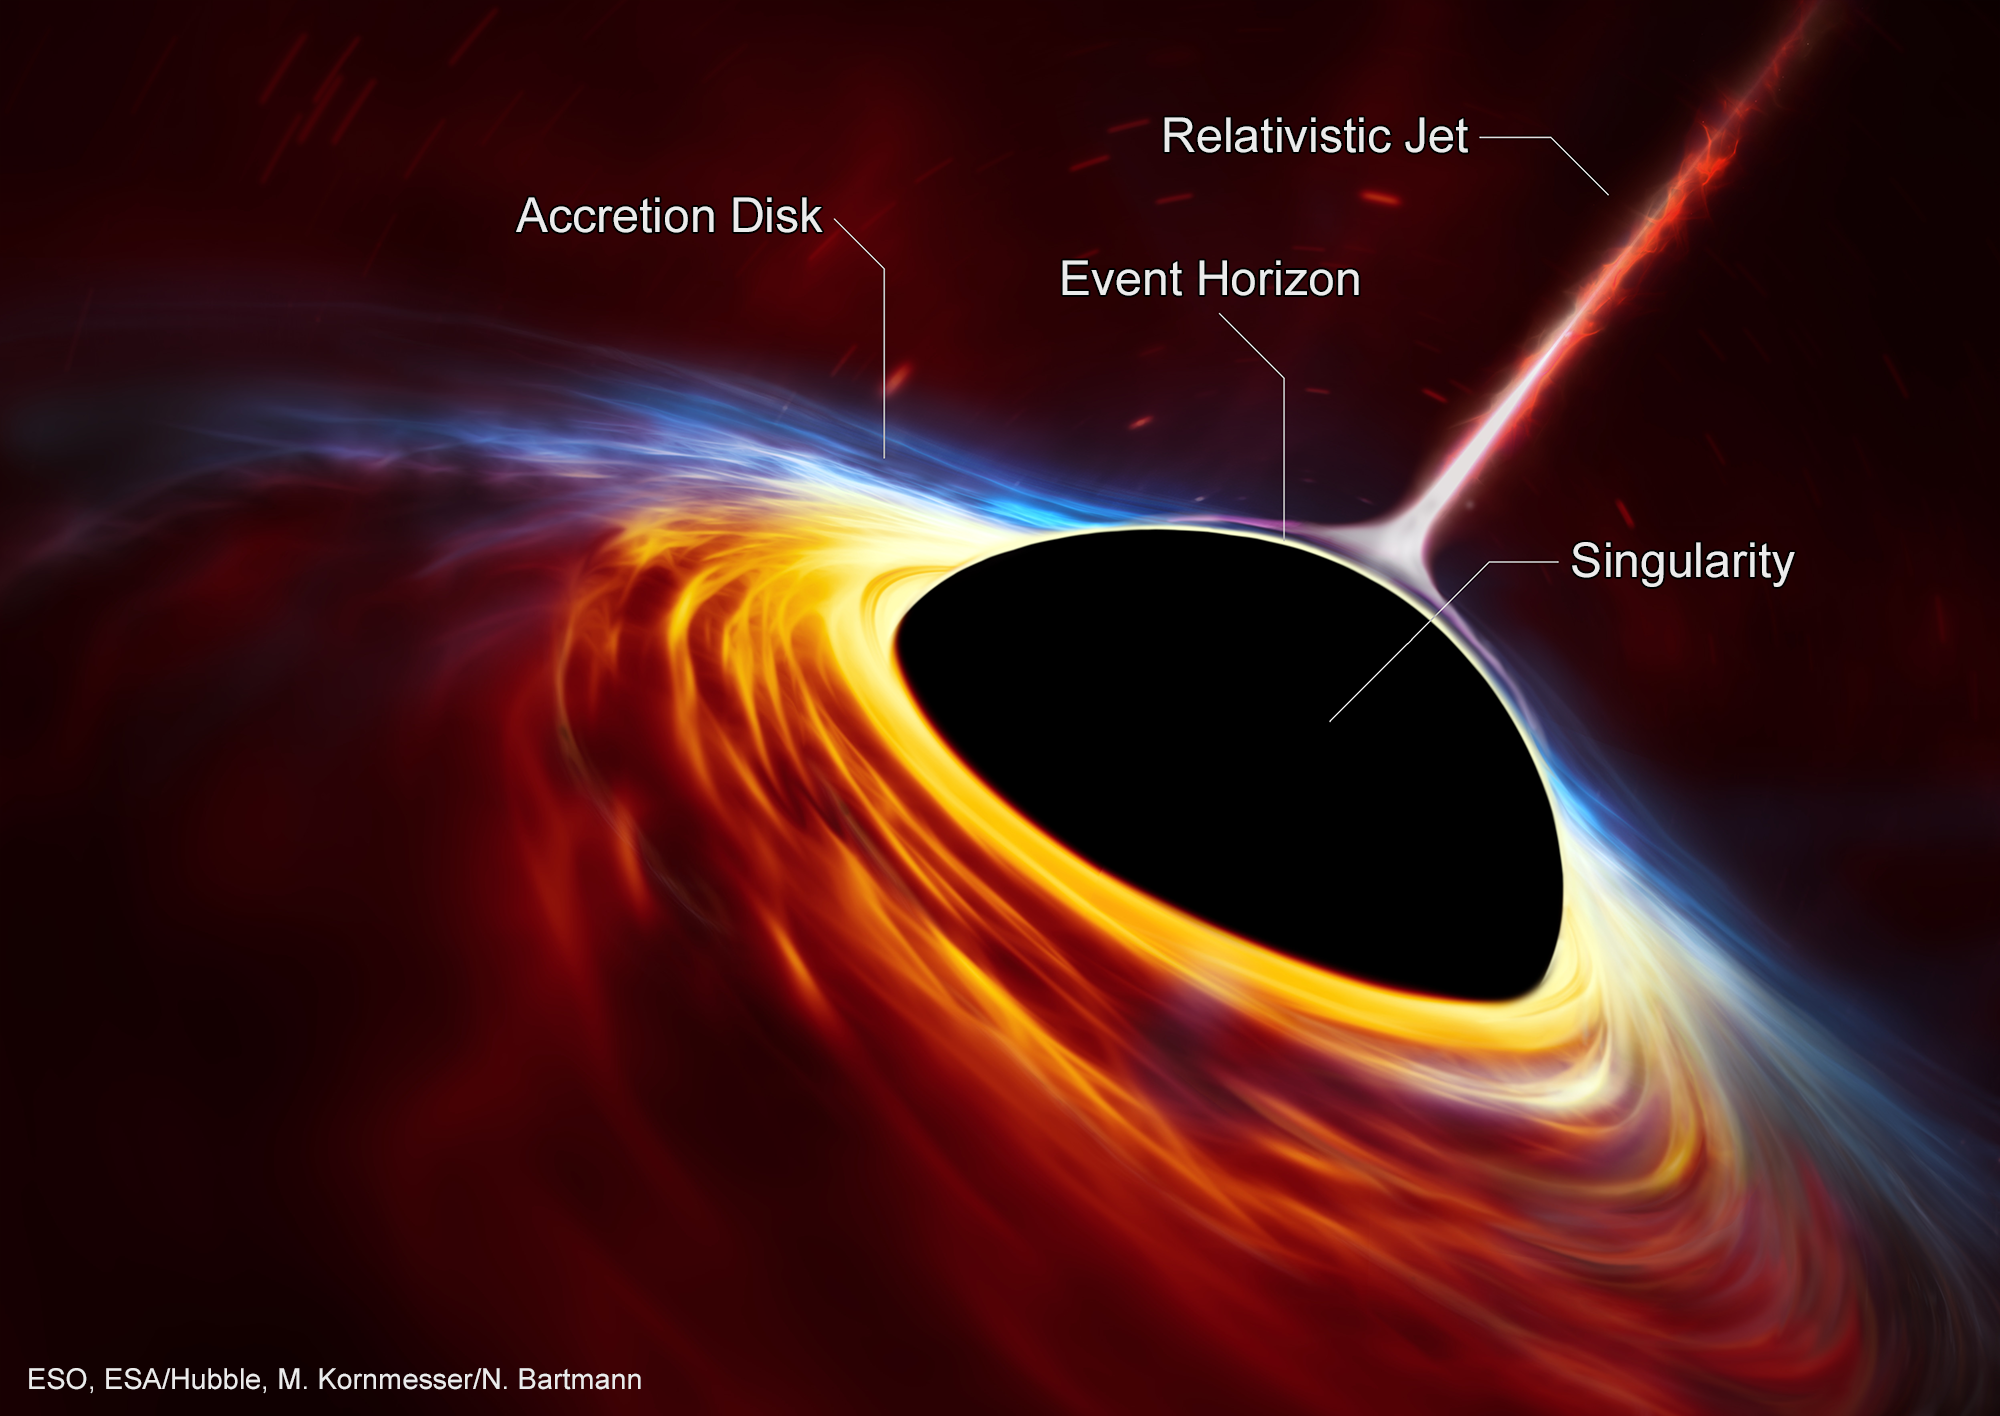 Relativistic Jet
Accretion Disk
Event Horizon
Singularity
ESO, ESA/Hubble, M. Kornmesser/N. Bartmann